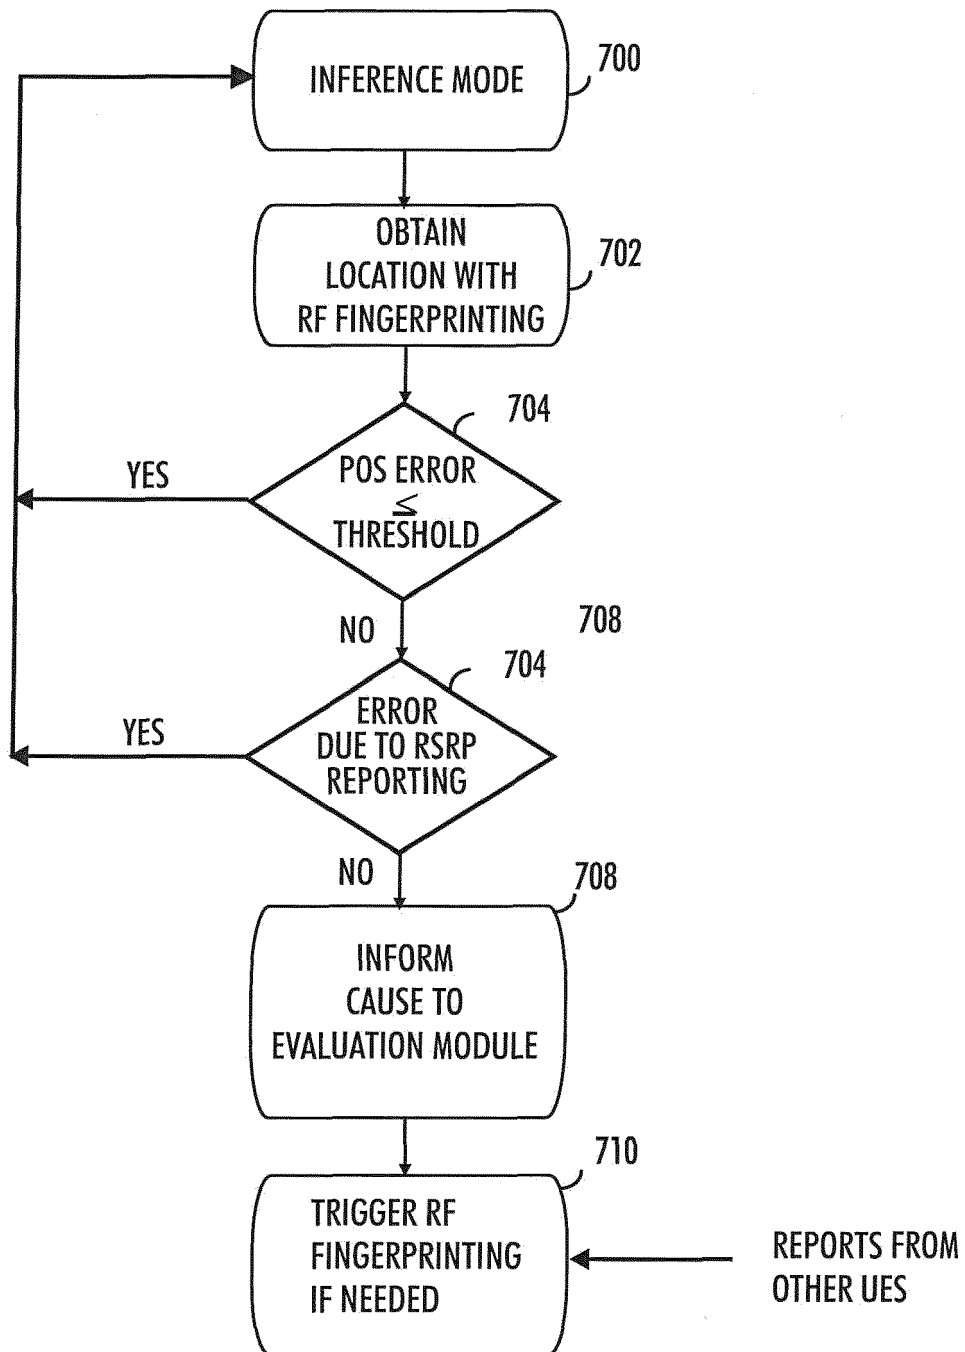 INFERENCE MODE
700
OBTAIN
LOCATION WITH
RF FINGERPRINTING
702
704
POS ERROR
≤
THRESHOLD
YES
NO
708
704
ERROR
DUE TO RSRP
REPORTING
YES
NO
708
INFORM
CAUSE TO
EVALUATION MODULE
710
TRIGGER RF
FINGERPRINTING
IF NEEDED
REPORTS FROM
OTHER UES